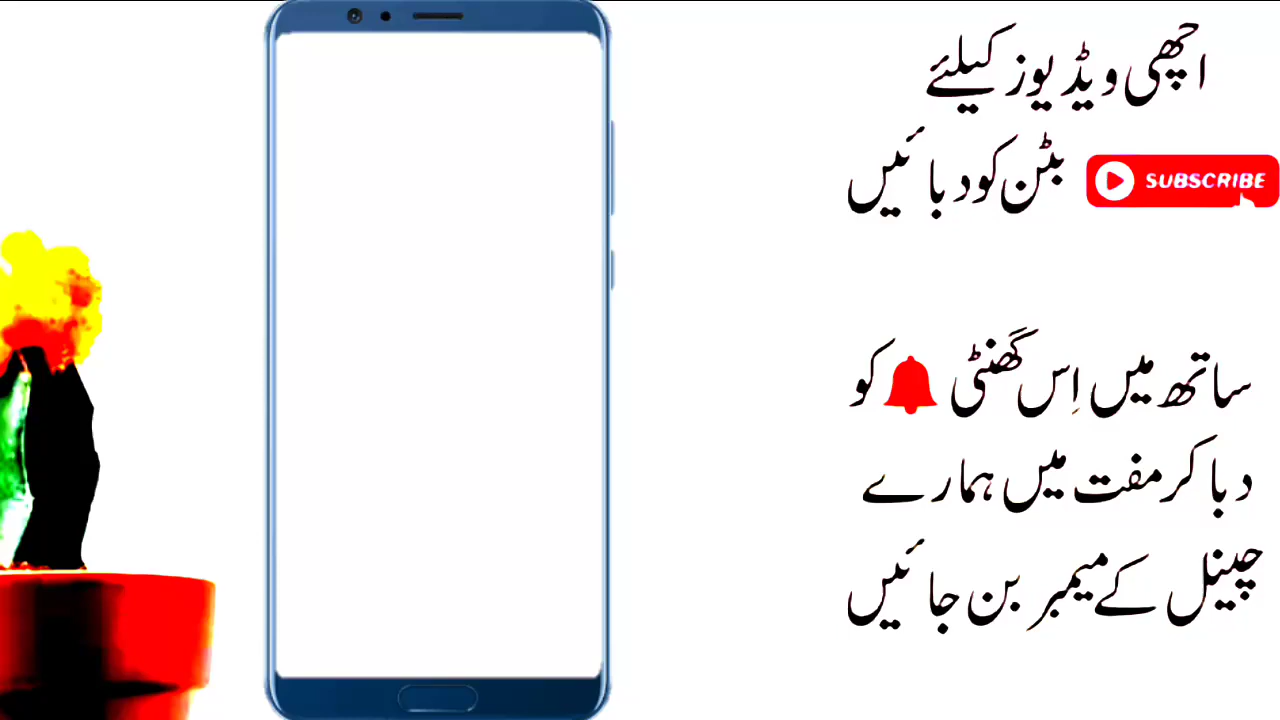 اچھی ویڈیوز کیلئے
SUBSCRIBE بٹن کو دبائیں
ساتھ میں اِس گھنٹی کو
دبا کر مفت میں ہمارے
چینل کے میمبر بن جائیں